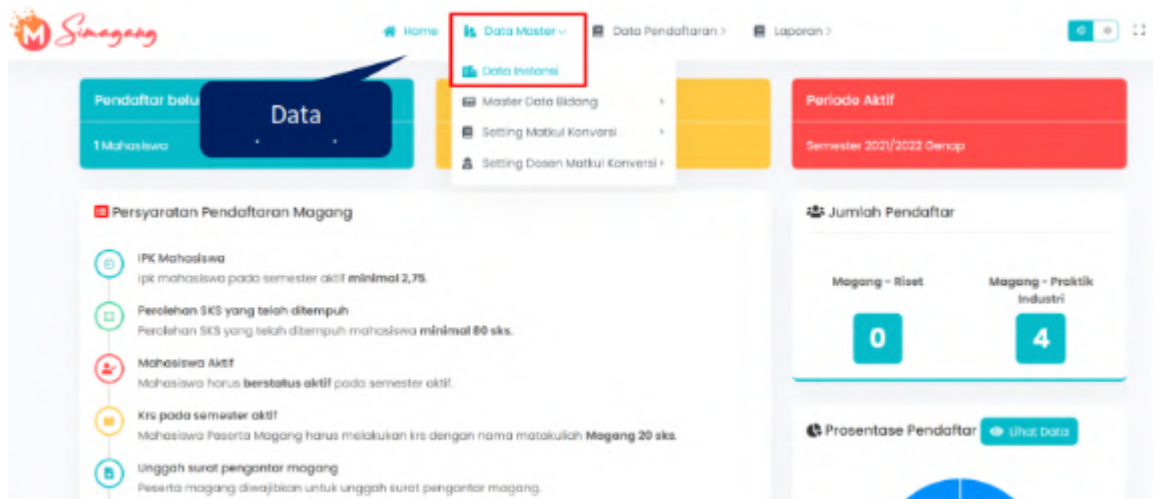 M Simagang
Home
Data Master
Data Pendaftaran >
Laporan >
Data Instansi
Master Data Bidang >
Setting Matkul Konversi >
Setting Dosen Matkul Konversi >
Pendaftar belu
1 Mahasiswa
Data
Periode Aktif
Semester 2021/2022 Genap
Persyaratan Pendaftaran Magang
IPK Mahasiswa
Ipk mahasiswa pada semester aktif minimal 2,75.
Perolehan SKS yang telah ditempuh
Perolehan SKS yang telah ditempuh mahasiswa minimal 80 sks.
Mahasiswa Aktif
Mahasiswa harus berstatus aktif pada semester aktif.
Krs pada semester aktif
Mahasiswa Peserta Magang harus melakukan krs dengan nama matakuliah Magang 20 sks.
Unggah surat pengantar magang
Peserta magang diwajibkan untuk unggah surat pengantar magang.
Jumlah Pendaftar
Magang - Riset
0
Magang - Praktik
Industri
4
Prosentase Pendaftar
Lihat Data